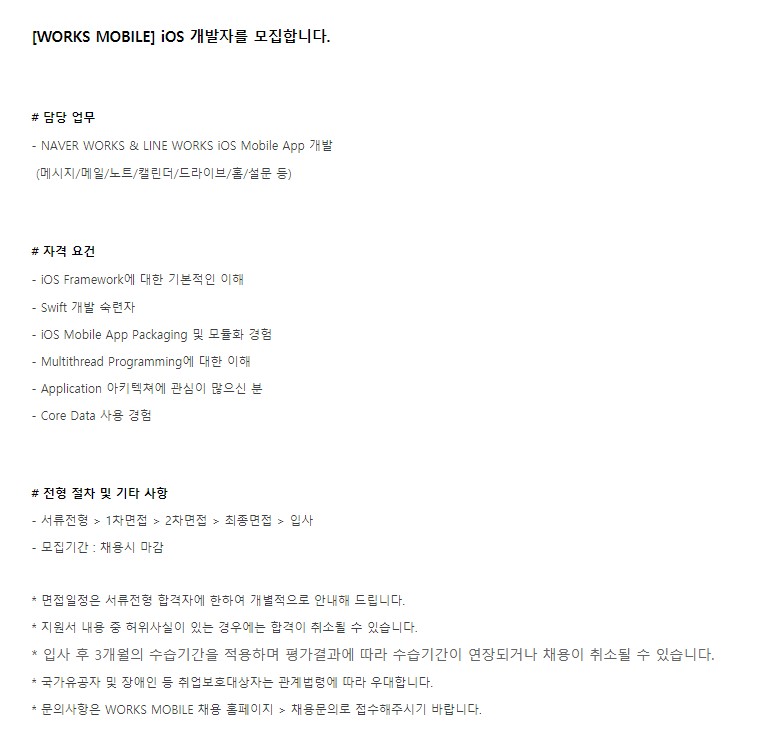 [WORKS MOBILE] iOS 개발자를 모집합니다.
# 담당 업무
- NAVER WORKS & LINE WORKS iOS Mobile App 개발
(메시지/메일/노트/캘린더/드라이브/홈/설문 등)
# 자격 요건
- iOS Framework에 대한 기본적인 이해
- Swift 개발 숙련자
- iOS Mobile App Packaging 및 모듈화 경험
- Multithread Programming에 대한 이해
- Application 아키텍쳐에 관심이 많으신 분
- Core Data 사용 경험
# 전형 절차 및 기타 사항
- 서류전형 > 1차면접 > 2차면접 > 최종면접 > 입사
- 모집기간 : 채용시 마감
* 면접일정은 서류전형 합격자에 한하여 개별적으로 안내해 드립니다.
* 지원서 내용 중 허위사실이 있는 경우에는 합격이 취소될 수 있습니다.
* 입사 후 3개월의 수습기간을 적용하며 평가결과에 따라 수습기간이 연장되거나 채용이 취소될 수 있습니다.
* 국가유공자 및 장애인 등 취업보호대상자는 관계법령에 따라 우대합니다.
* 문의사항은 WORKS MOBILE 채용 홈페이지 > 채용문의로 접수해주시기 바랍니다.